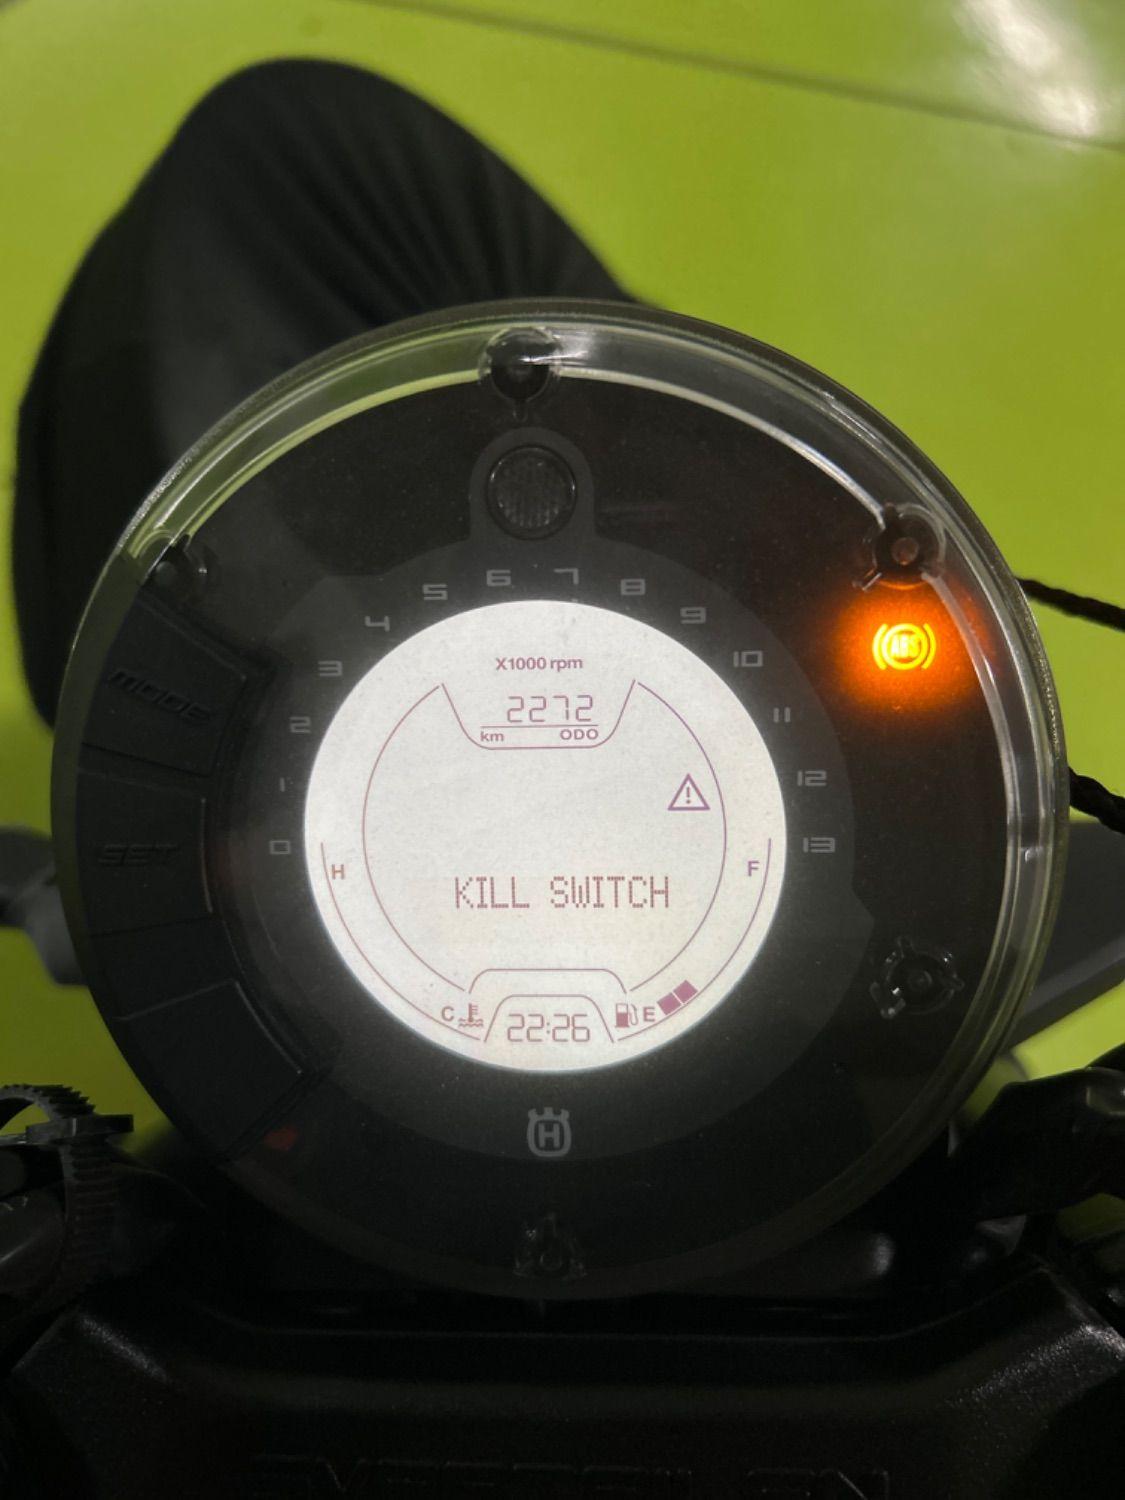 5 6 7 8
4 9
3 10
2 11
1 12
0 13
X1000 rpm
2272
km ODO
MODE
SET
H F
KILL SWITCH
C E
22:26
ABS
H